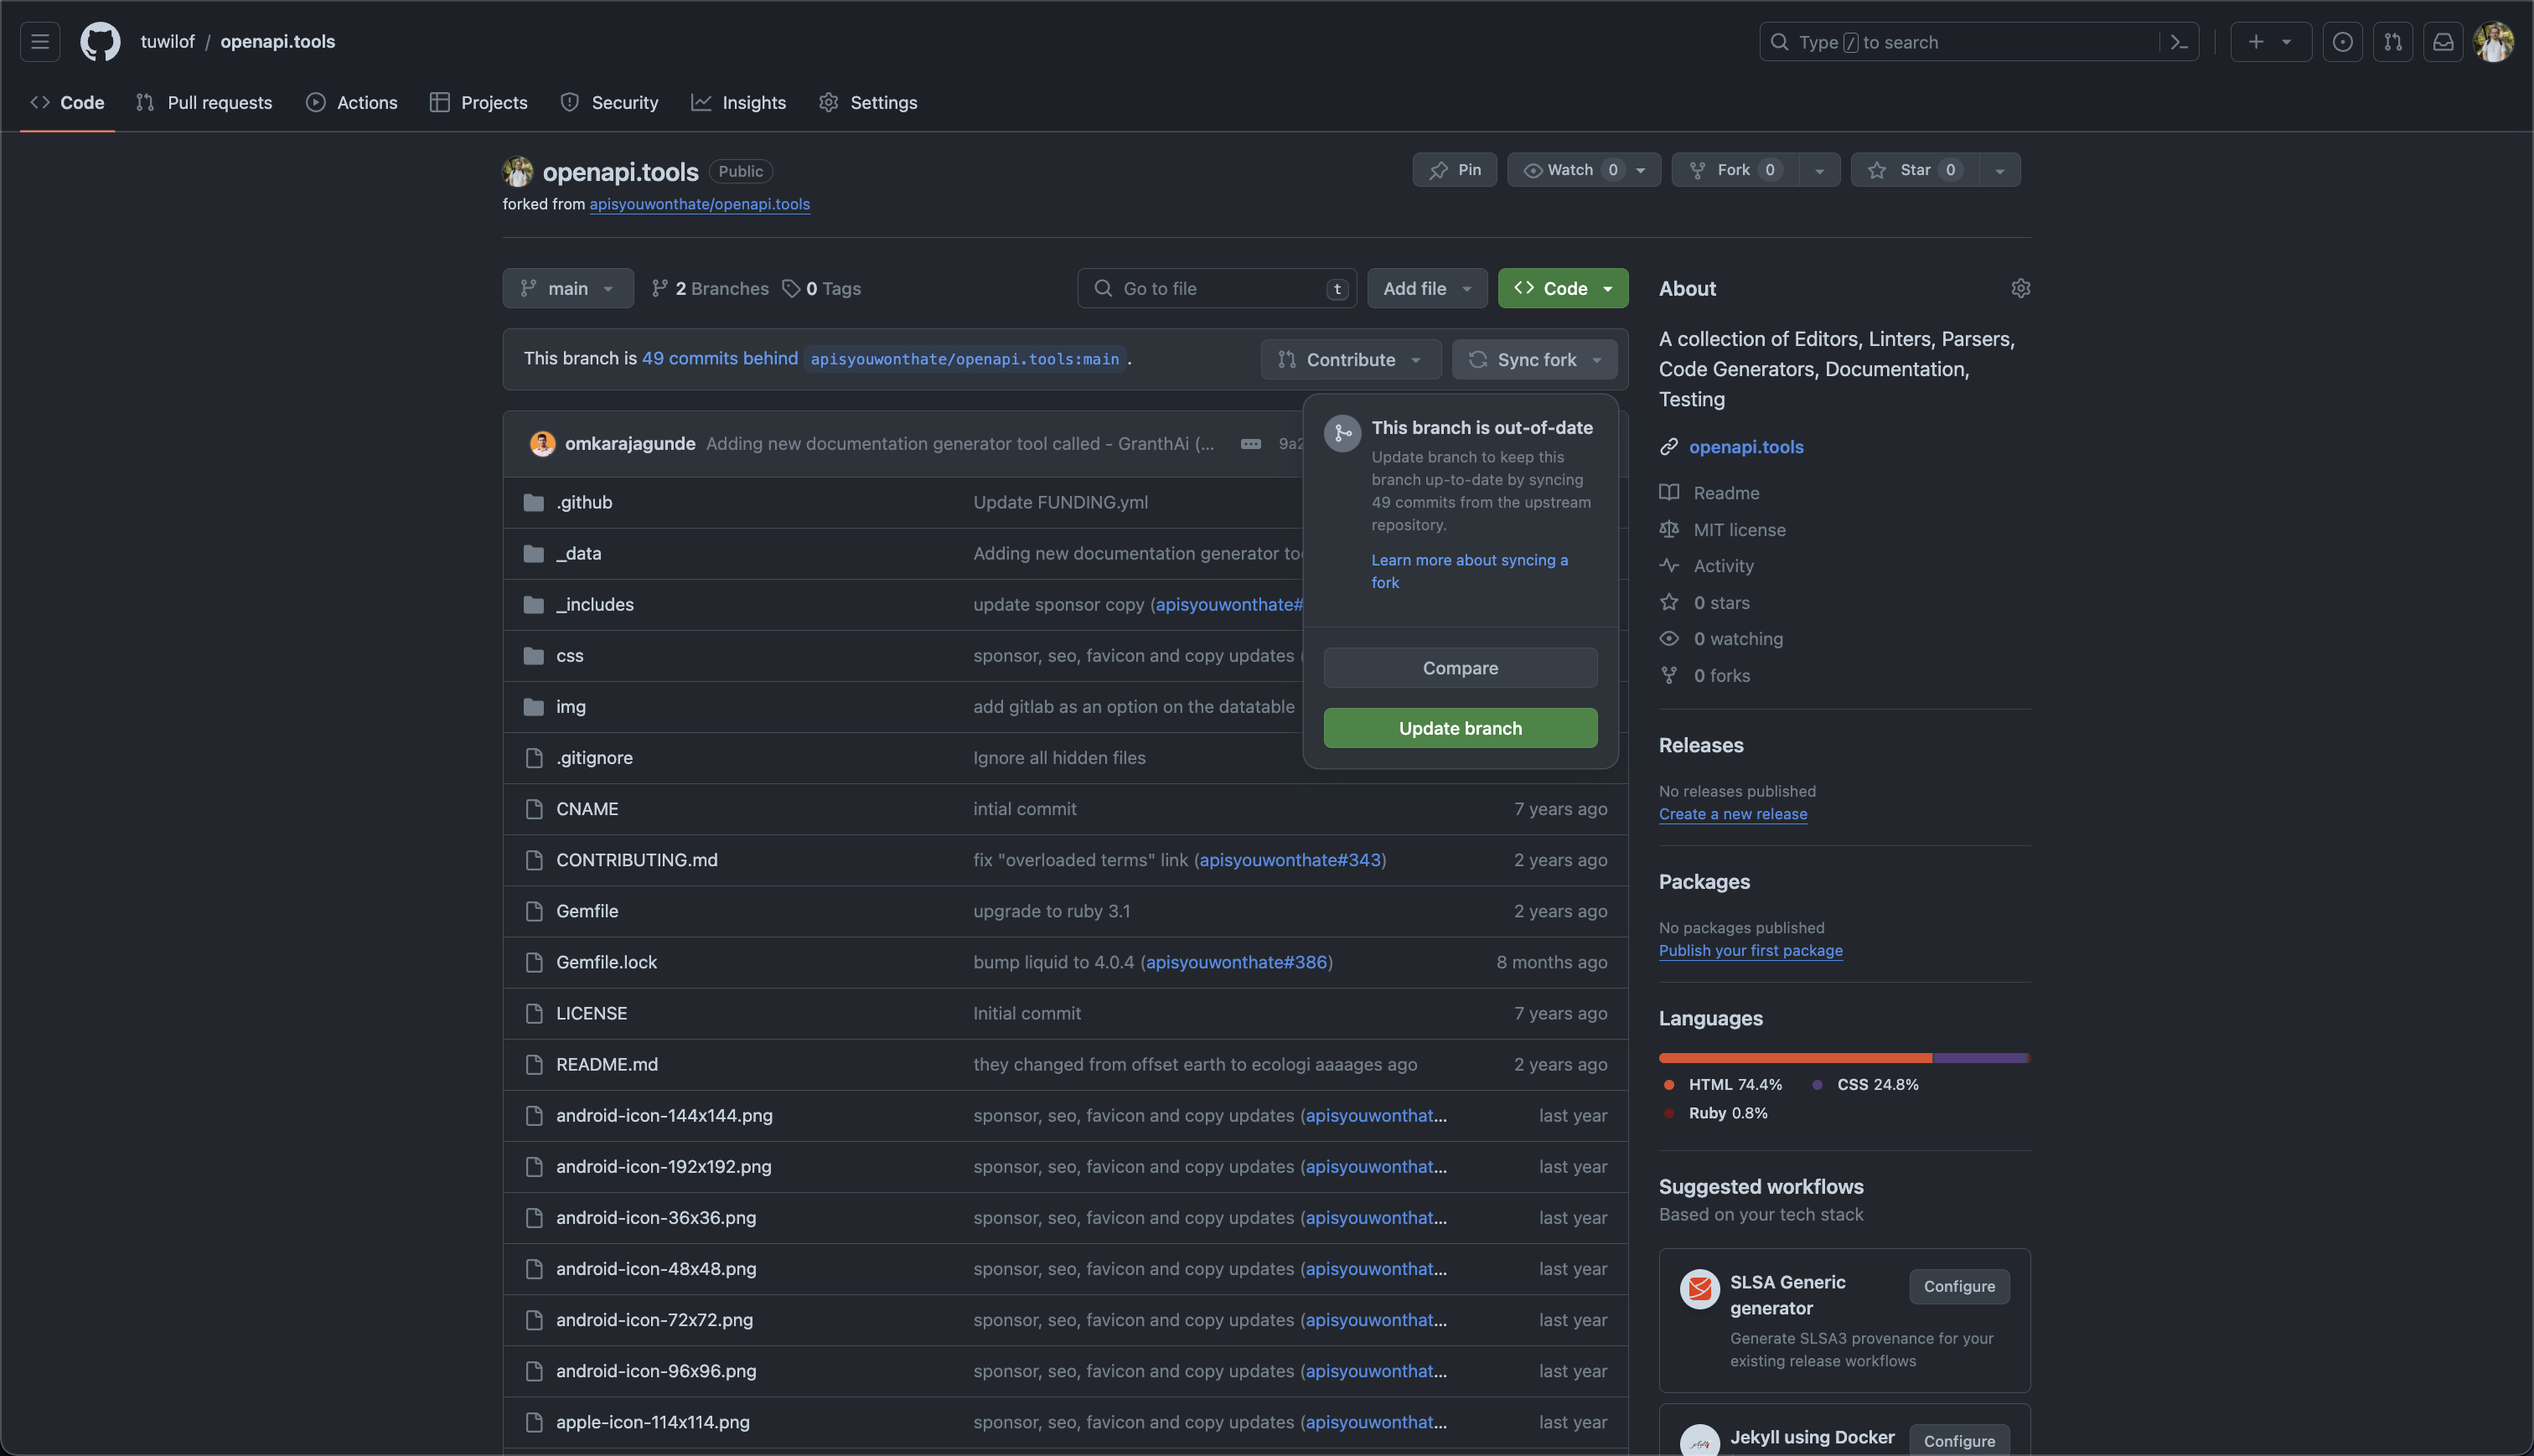 tuwilof / openapi.tools
Type / to search
Code
Pull requests
Actions
Projects
Security
Insights
Settings
openapi.tools Public
forked from apisyouwonthate/openapi.tools
Pin
Watch 0
Fork 0
Star 0
main
2 Branches
0 Tags
Go to file t
Add file
Code
This branch is 49 commits behind apisyouwonthate/openapi.tools:main .
Contribute
Sync fork
This branch is out-of-date
Update branch to keep this
branch up-to-date by syncing
49 commits from the upstream
repository.
Learn more about syncing a
fork
Compare
Update branch
omkarajagunde Adding new documentation generator tool called - GranthAi (... 9a2
.github Update FUNDING.yml
_data Adding new documentation generator to
_includes update sponsor copy (apisyouwonthate#
css sponsor, seo, favicon and copy updates (
img add gitlab as an option on the datatable
.gitignore Ignore all hidden files
CNAME intial commit 7 years ago
CONTRIBUTING.md fix "overloaded terms" link (apisyouwonthate#343) 2 years ago
Gemfile upgrade to ruby 3.1 2 years ago
Gemfile.lock bump liquid to 4.0.4 (apisyouwonthate#386) 8 months ago
LICENSE Initial commit 7 years ago
README.md they changed from offset earth to ecologi aaaages ago 2 years ago
android-icon-144x144.png sponsor, seo, favicon and copy updates (apisyouwonthat... last year
android-icon-192x192.png sponsor, seo, favicon and copy updates (apisyouwonthat... last year
android-icon-36x36.png sponsor, seo, favicon and copy updates (apisyouwonthat... last year
android-icon-48x48.png sponsor, seo, favicon and copy updates (apisyouwonthat... last year
android-icon-72x72.png sponsor, seo, favicon and copy updates (apisyouwonthat... last year
android-icon-96x96.png sponsor, seo, favicon and copy updates (apisyouwonthat... last year
apple-icon-114x114.png sponsor, seo, favicon and copy updates (apisyouwonthat... last year
About
A collection of Editors, Linters, Parsers,
Code Generators, Documentation,
Testing
openapi.tools
Readme
MIT license
Activity
0 stars
0 watching
0 forks
Releases
No releases published
Create a new release
Packages
No packages published
Publish your first package
Languages
HTML 74.4% CSS 24.8%
Ruby 0.8%
Suggested workflows
Based on your tech stack
SLSA Generic
generator
Configure
Generate SLSA3 provenance for your
existing release workflows
Jekyll using Docker
Configure